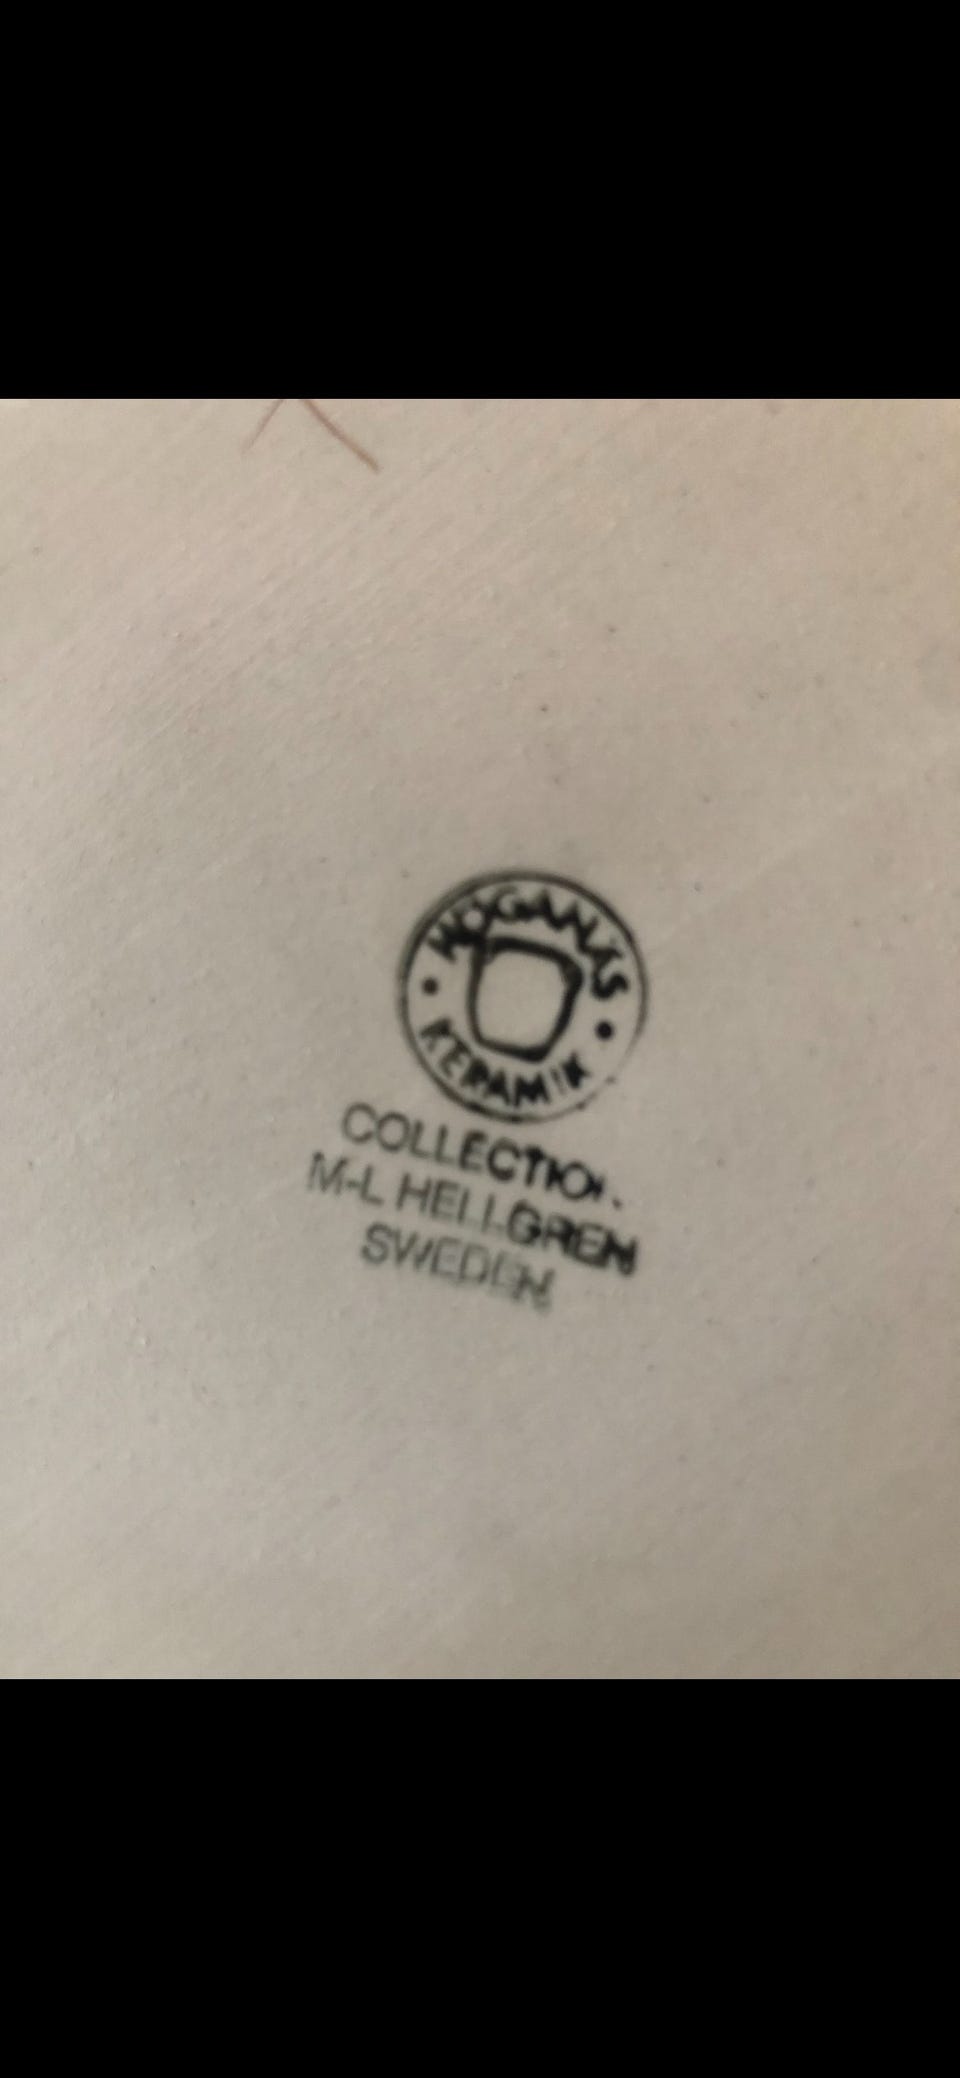 HÖGANÄS
KERAMIK
COLLECTION
M-L HELLGREN
SWEDEN